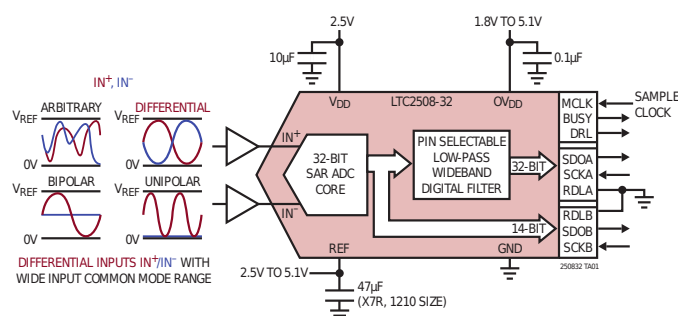 2.5V
1.8V TO 5.1V
10µF
0.1µF
IN+, IN–
VREF
ARBITRARY
0V
DIFFERENTIAL
VREF
BIPOLAR
0V
UNIPOLAR
DIFFERENTIAL INPUTS IN+/IN– WITH
WIDE INPUT COMMON MODE RANGE
VDD
LTC2508-32
OVDD
IN+
IN–
32-BIT
SAR ADC
CORE
PIN SELECTABLE
LOW-PASS
WIDEBAND
DIGITAL FILTER
32-BIT
14-BIT
REF
GND
MCLK
BUSY
DRL
SDOA
SCKA
RDLA
RDLB
SDOB
SCKB
SAMPLE
CLOCK
250832 TA01
2.5V TO 5.1V
47µF
(X7R, 1210 SIZE)